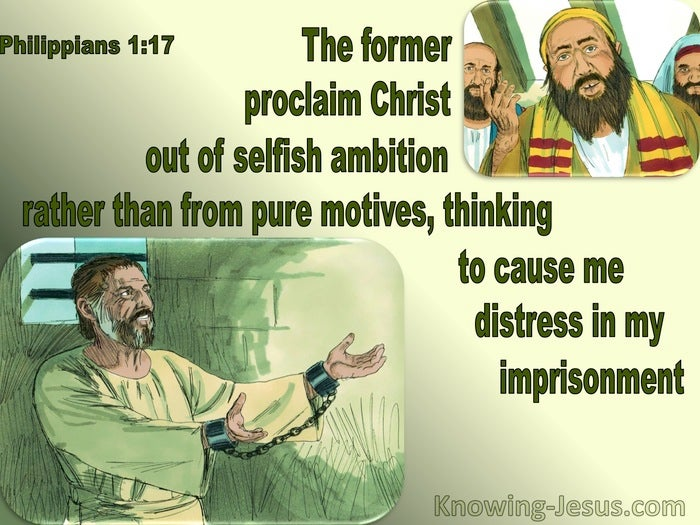 Philippians 1:17
The former
proclaim Christ
out of selfish ambition
rather than from pure motives, thinking
to cause me
distress in my
imprisonment
Knowing-Jesus.com